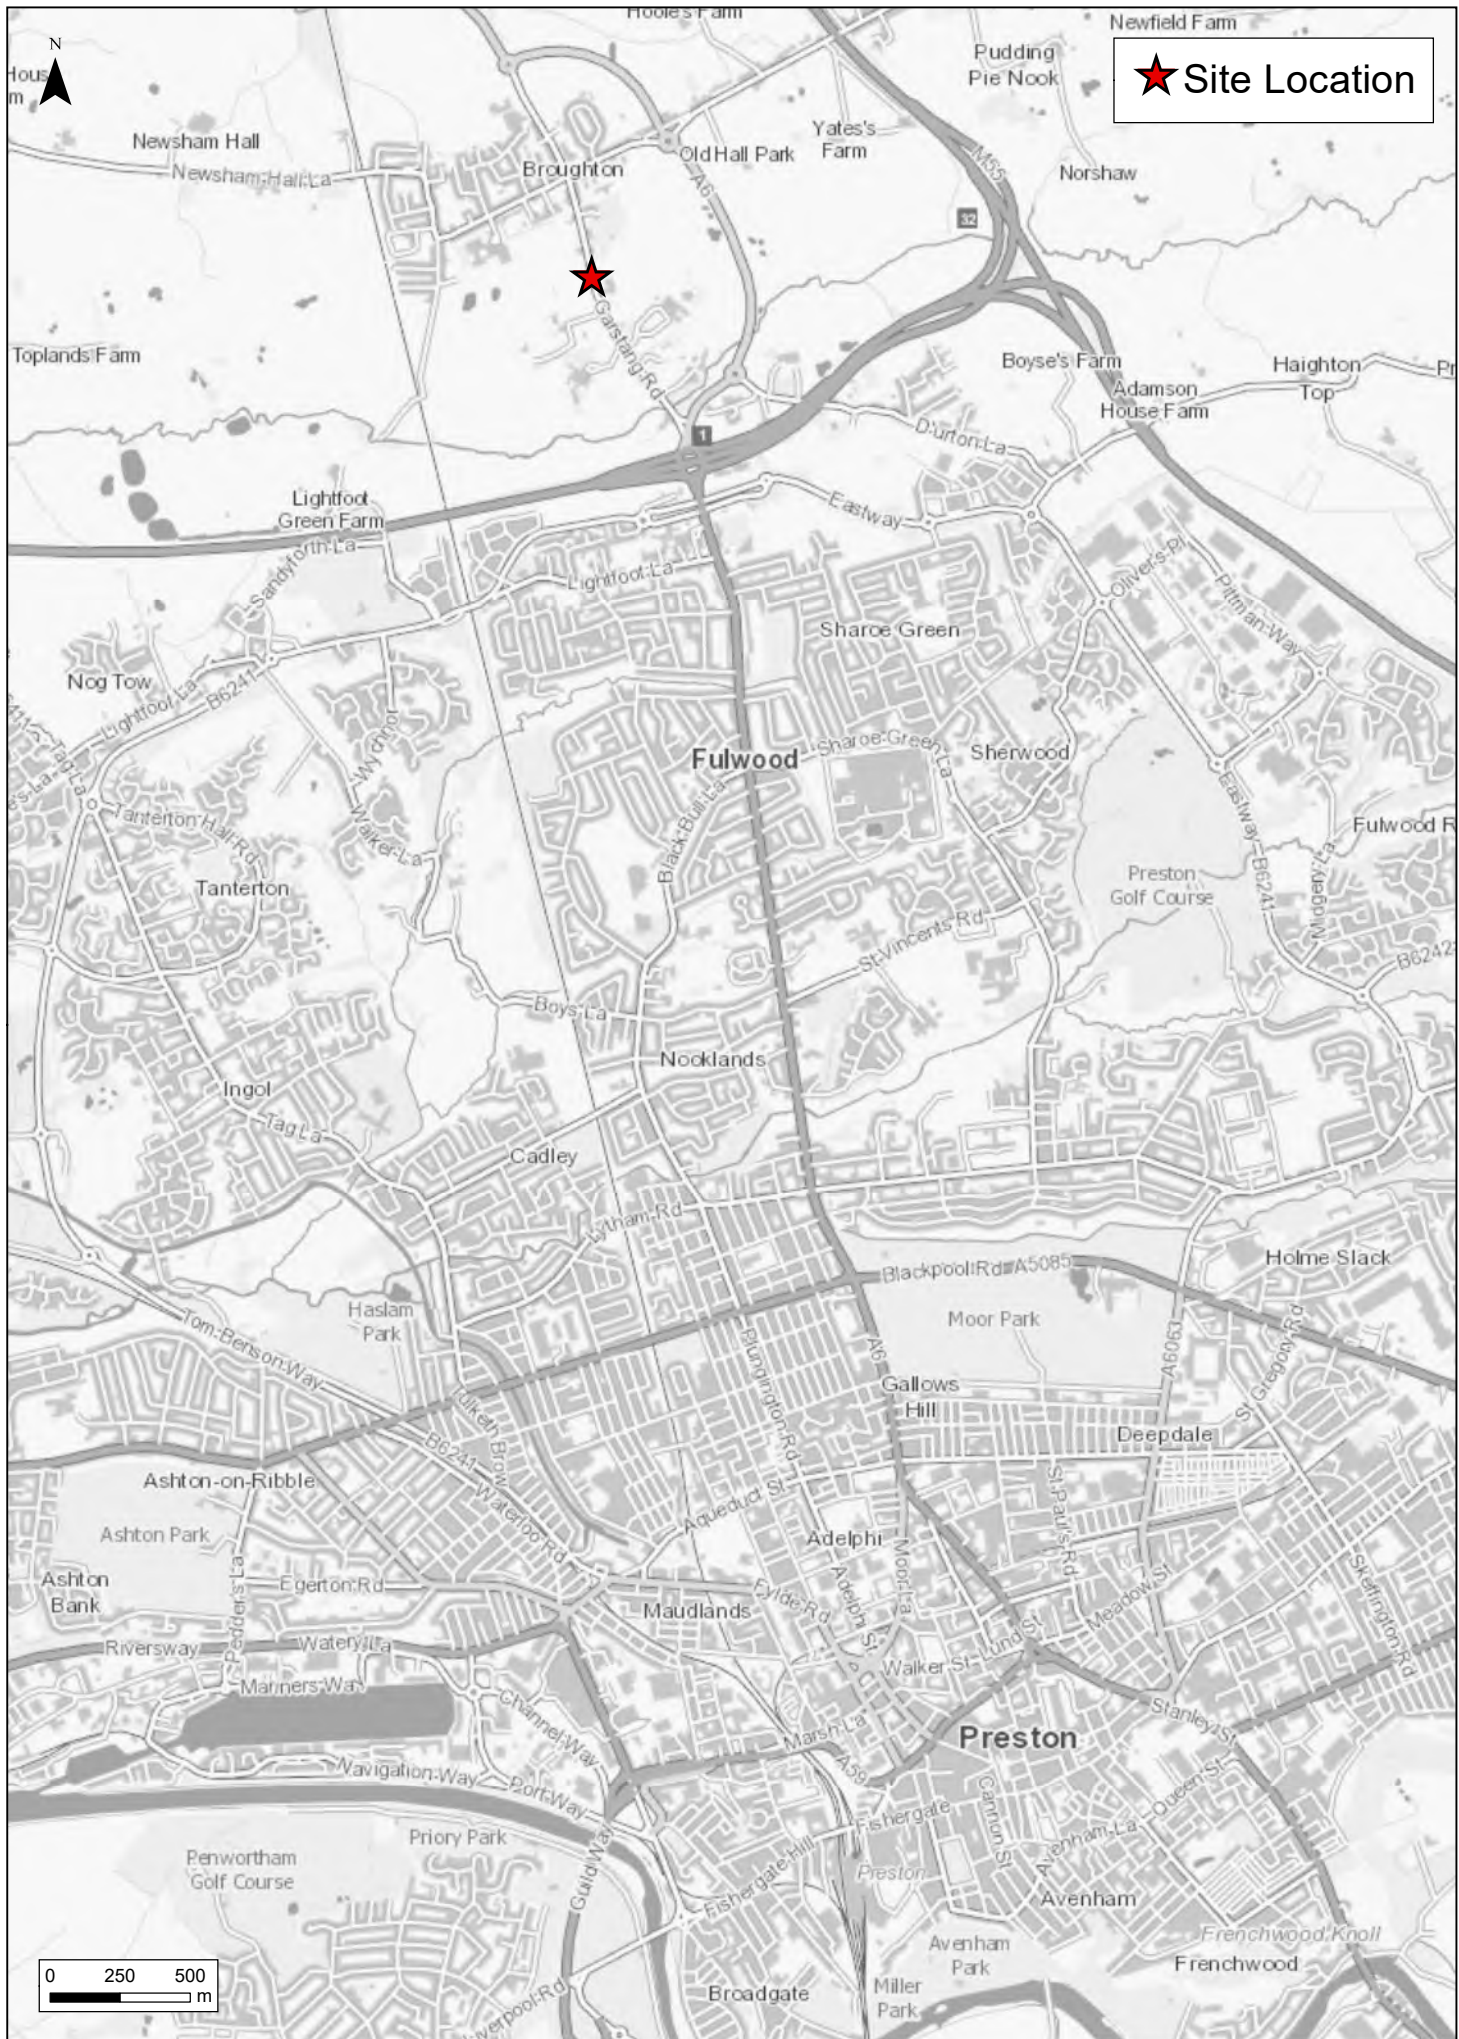 Hoole's Farm
Newfield Farm
N
Pudding
Pie Nook
Site Location
Hous
m
Newsham Hall
Newsham Hall La
Broughton
Old Hall Park
A6
Yates's
Farm
M55
Norshaw
32
Garstang Rd
Toplands Farm
Boyse's Farm
Haighton
Top
Pr
Adamson
House Farm
1
D'urton La
Lightfoot
Green Farm
Eastway
Sandyforth La
Lightfoot La
Oliver's Pl
Pittman Way
Sharoe Green
Nog Tow
Lightfoot La
B6241
Tag La
Wychnor
Fulwood
Sharoe Green La
Sherwood
Tanterton Hall Rd
Walker La
Black Bull La
Eastway B6241
Midgery La
Fulwood R
Tanterton
Preston
Golf Course
St Vincents Rd
B6242
Boys La
Nooklands
Ingol
Tag La
Cadley
Lytham Rd
Blackpool Rd A5085
Holme Slack
Haslam
Park
Moor Park
Tom Benson Way
Plungington Rd
A6
A6063
St Gregory Rd
Gallows
Hill
Tulketh Brow
Deepdale
B6241
Ashton-on-Ribble
Waterloo Rd
Aqueduct St
St Paul's Rd
Ashton Park
Adelphi
Moor La
Skeffington Rd
Ashton
Bank
Pedders La
Egerton Rd
Maudlands
Fylde Rd
Adelphi St
Meadow St
Riversway
Watery La
Walker St
Lund St
Mariners Wa
Channel Way
Marsh La
A59
Preston
Stanley St
Navigation Way
Port Way
Queen St
Cannon St
Fishergate
Avenham La
Priory Park
Penwortham
Golf Course
Guild Way
Fishergate Hill
Preston
Avenham
Frenchwood Knoll
Avenham
Park
Frenchwood
0 250 500
m
Miller
Park
Broadgate
iverpool Rd